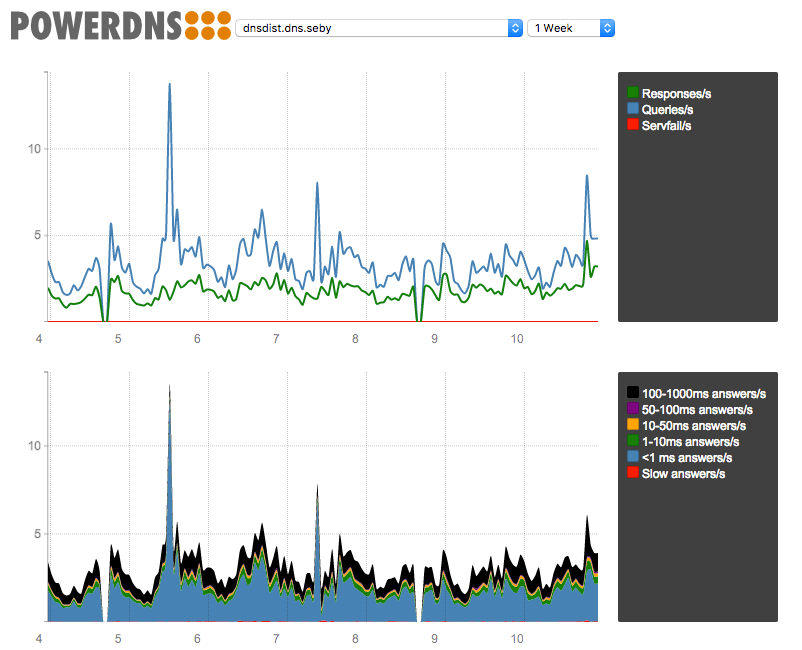 POWERDNS
dnsdist.dns.seby
1 Week
10
5
4 5 6 7 8 9 10
Responses/s
Queries/s
Servfail/s
10
5
4 5 6 7 8 9 10
100-1000ms answers/s
50-100ms answers/s
10-50ms answers/s
1-10ms answers/s
<1 ms answers/s
Slow answers/s